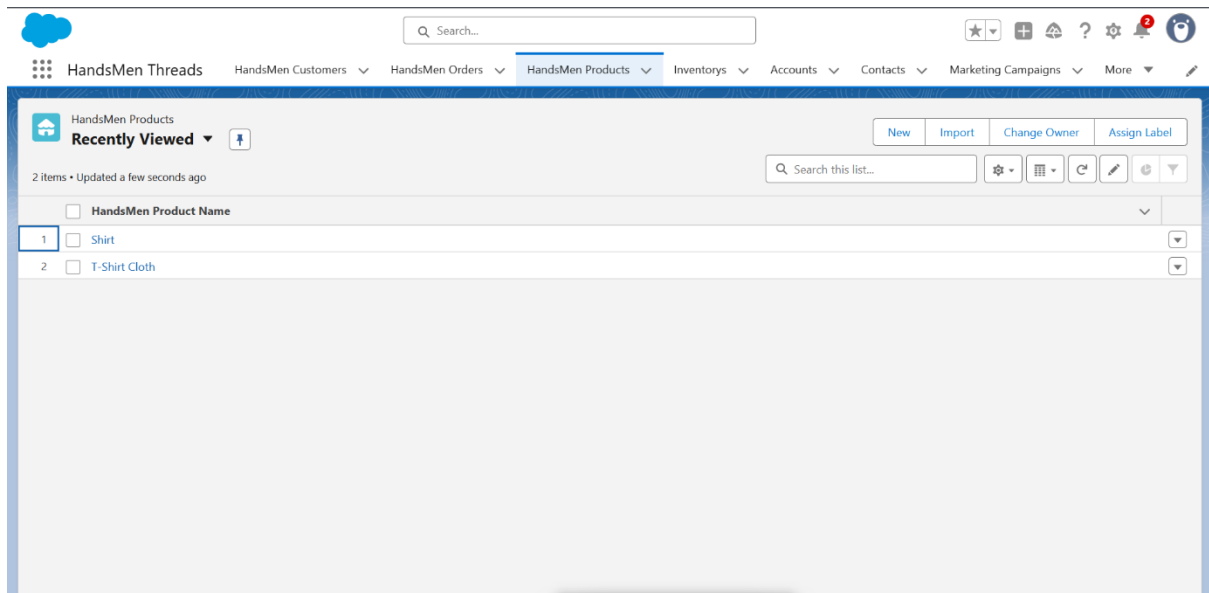 Search...
2
HandsMen Threads HandsMen Customers HandsMen Orders HandsMen Products Inventorys Accounts Contacts Marketing Campaigns More
HandsMen Products
Recently Viewed
New Import Change Owner Assign Label
2 items • Updated a few seconds ago
Search this list...
HandsMen Product Name
1 Shirt
2 T-Shirt Cloth